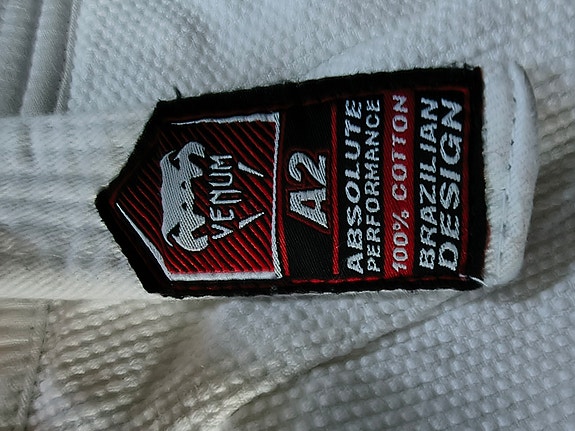 VENUM
A2
ABSOLUTE
PERFORMANCE
100% COTTON
BRAZILIAN
DESIGN